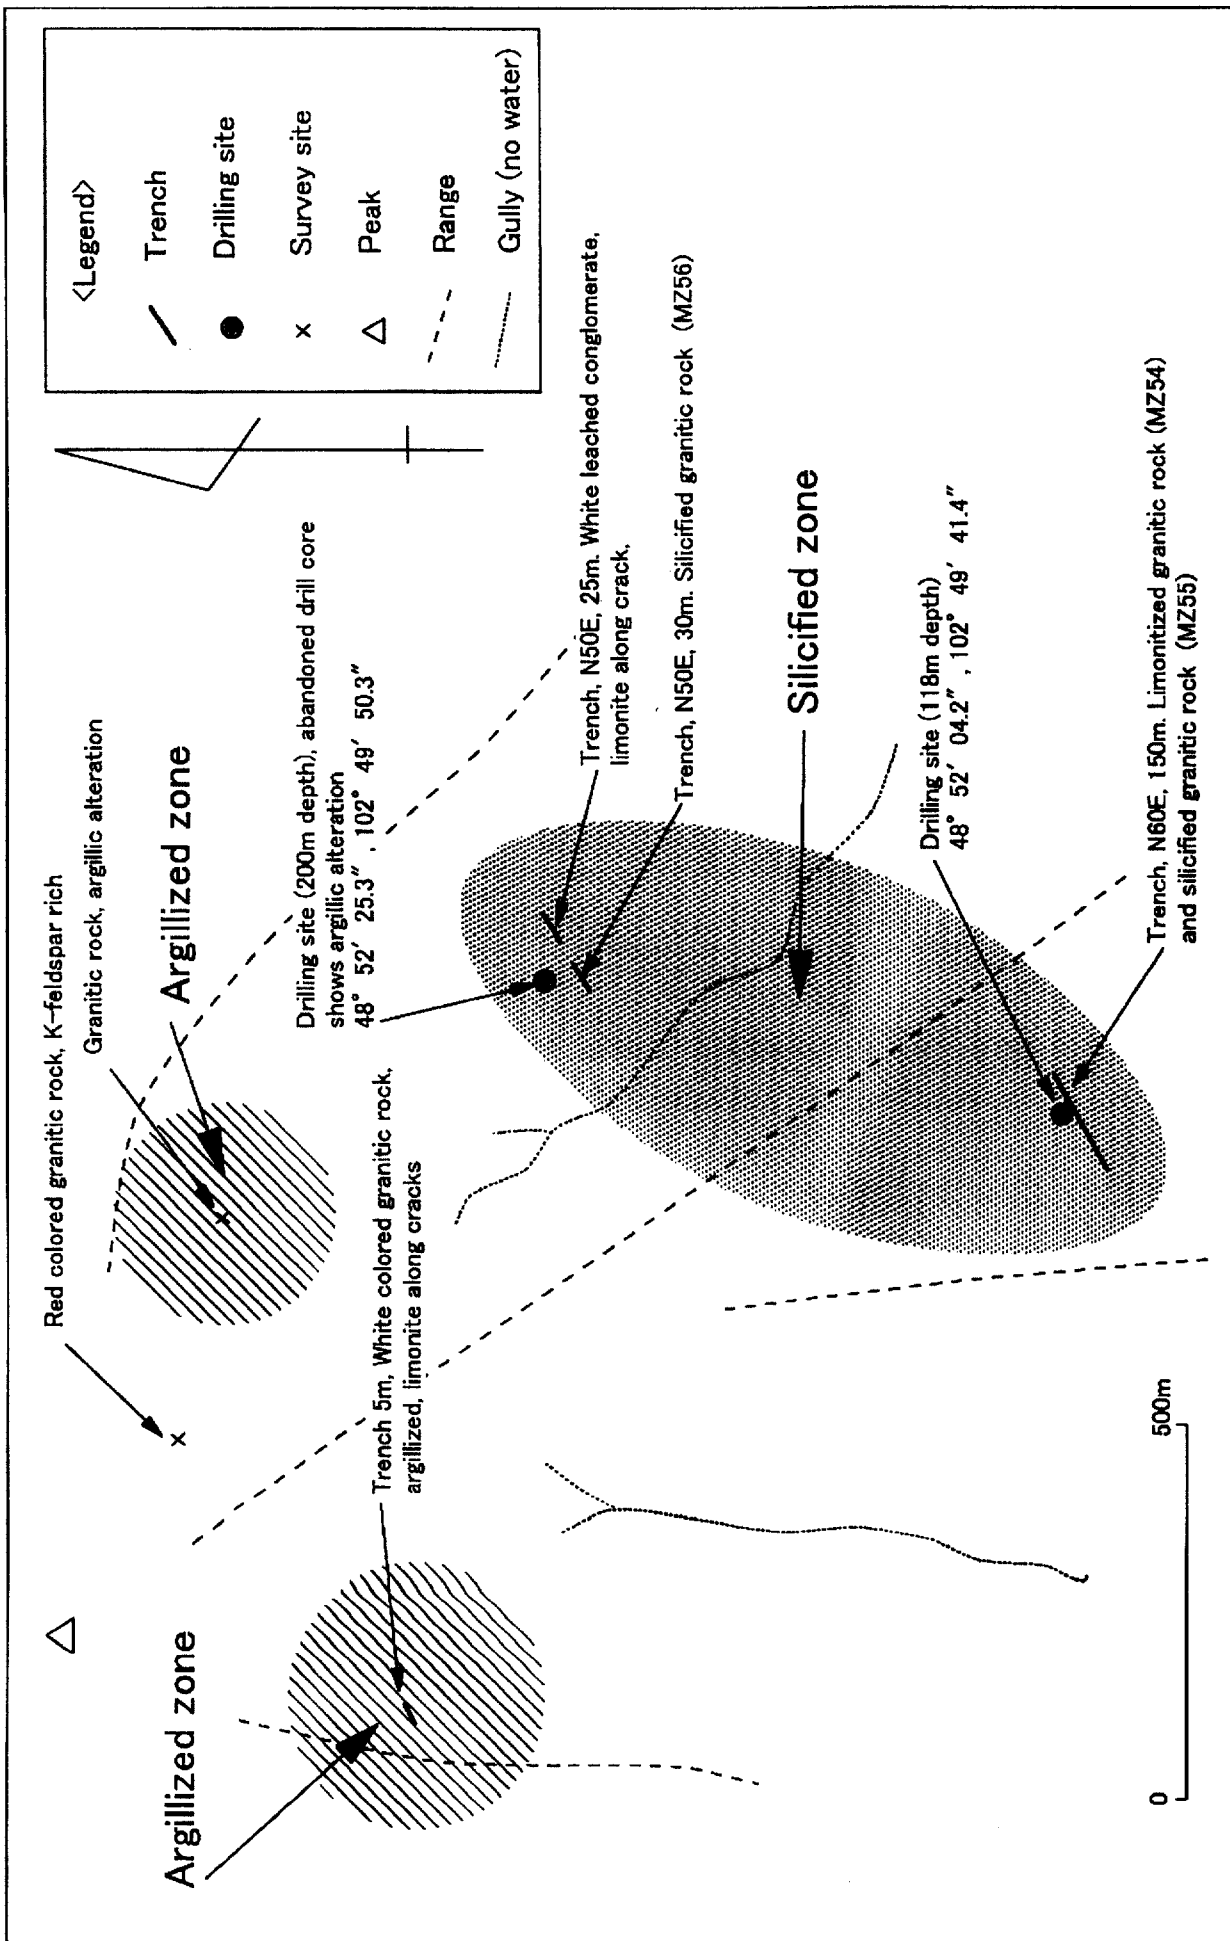 <Legend>
Trench
Drilling site
Survey site
Peak
Range
Gully (no water)
Red colored granitic rock, K-feldspar rich
Granitic rock, argillic alteration
Argillized zone
Argillized zone
Drilling site (200m depth), abandoned drill core
shows argillic alteration
48° 52′ 25.3″ , 102° 49′ 50.3″
Trench 5m, White colored granitic rock,
argillized, limonite along cracks
Trench, N50E, 25m. White leached conglomerate,
limonite along crack,
Trench, N50E, 30m. Silicified granitic rock (MZ56)
Silicified zone
Drilling site (118m depth)
48° 52′ 04.2″ , 102° 49′ 41.4″
Trench, N60E, 150m. Limonitized granitic rock (MZ54)
and silicified granitic rock (MZ55)
0
500m